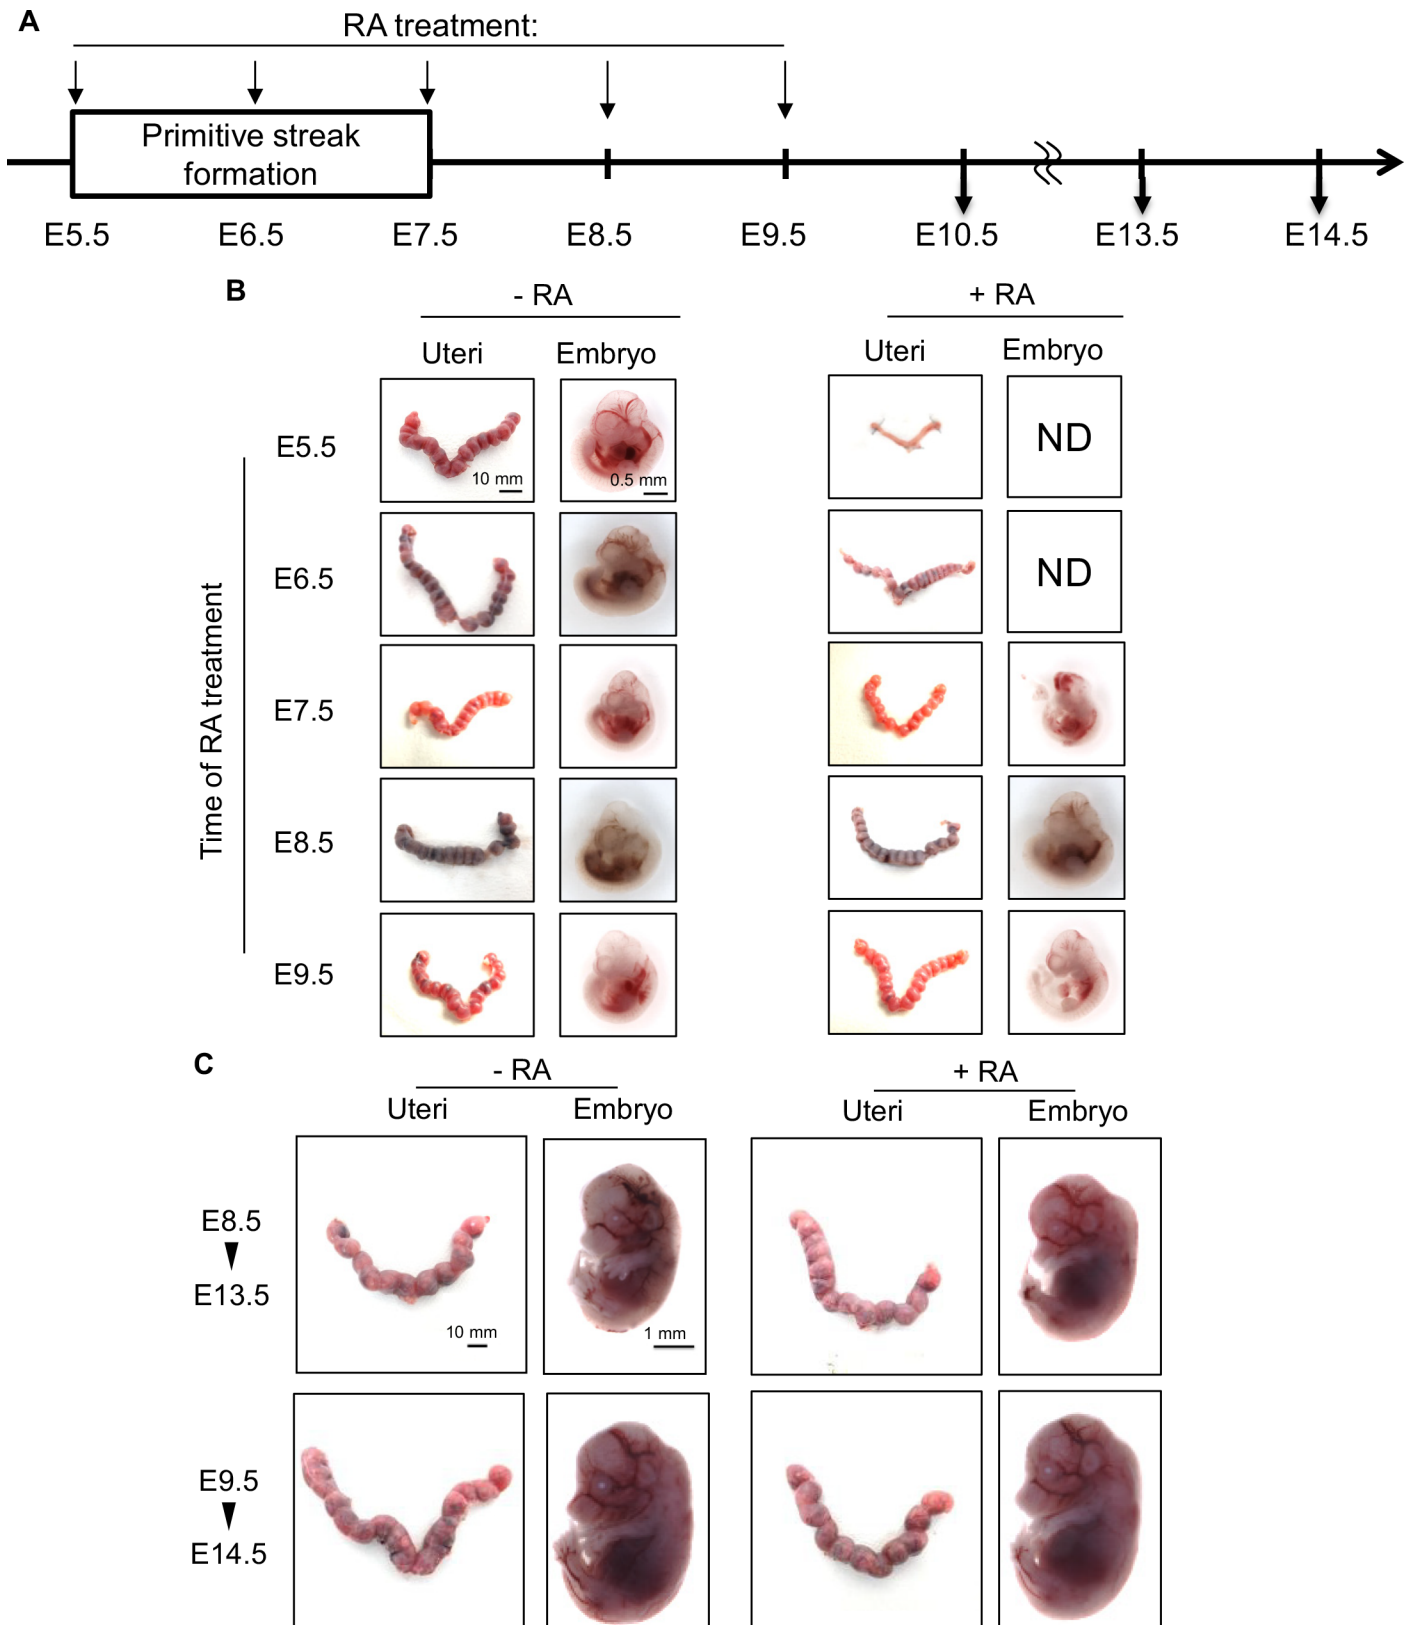 A
RA treatment:
Primitive streak
formation
E5.5 E6.5 E7.5 E8.5 E9.5 E10.5 E13.5 E14.5
B
- RA + RA
Uteri Embryo Uteri Embryo
Time of RA treatment
E5.5
10 mm 0.5 mm
ND
E6.5
ND
E7.5
E8.5
E9.5
C
- RA + RA
Uteri Embryo Uteri Embryo
E8.5
E13.5
10 mm 1 mm
E9.5
E14.5